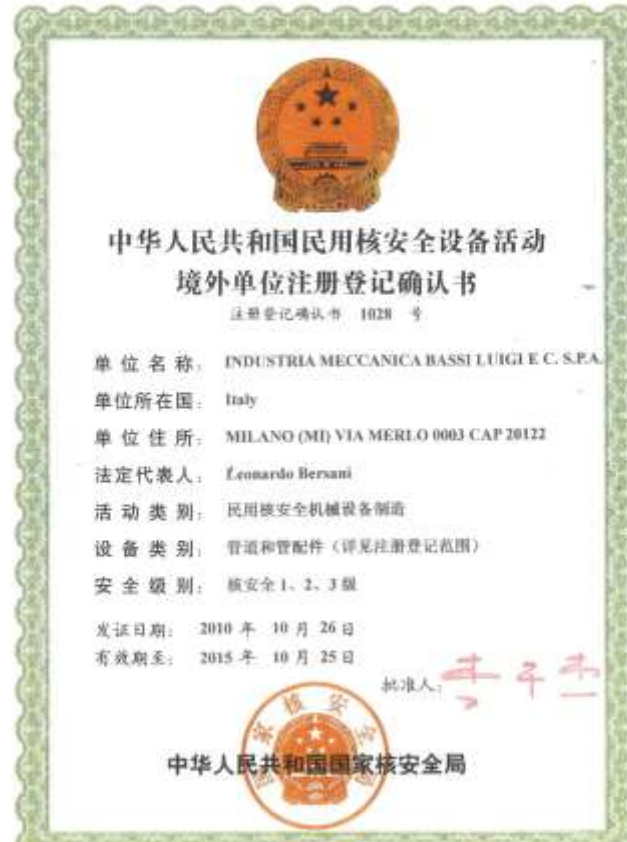 中华人民共和国民用核安全设备活动
境外单位注册登记确认书
注册登记确认书 1028 号
单位名称: INDUSTRIA MECCANICA BASSI LUIGI E C. S.P.A.
单位所在国: Italy
单位住所: MILANO (MI) VIA MERLO 0003 CAP 20122
法定代表人: Leonardo Bersani
活动类别: 民用核安全机械设备制造
设备类别: 管道和管配件（详见注册登记范围）
安全级别: 核安全 1、2、3 级
发证日期: 2010 年 10 月 26 日
有效期至: 2015 年 10 月 25 日
批准人:
国家核安全局
中华人民共和国国家核安全局